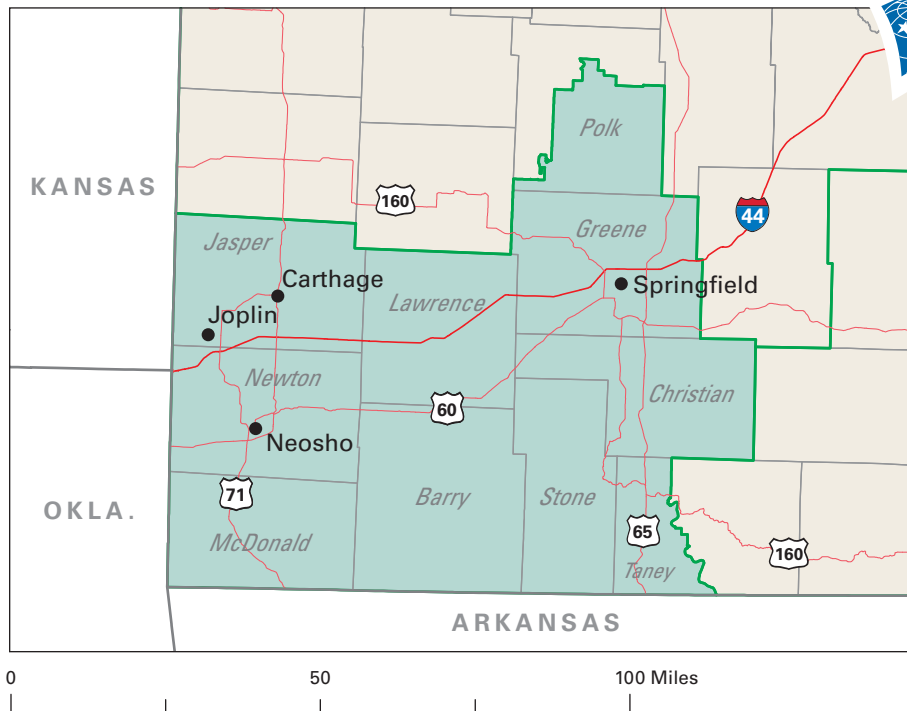 Polk
KANSAS
160
44
Jasper
Greene
Carthage
Springfield
Lawrence
Joplin
Newton
Christian
60
Neosho
71
Barry
Stone
OKLA.
65
McDonald
160
Taney
ARKANSAS
0
50
100 Miles